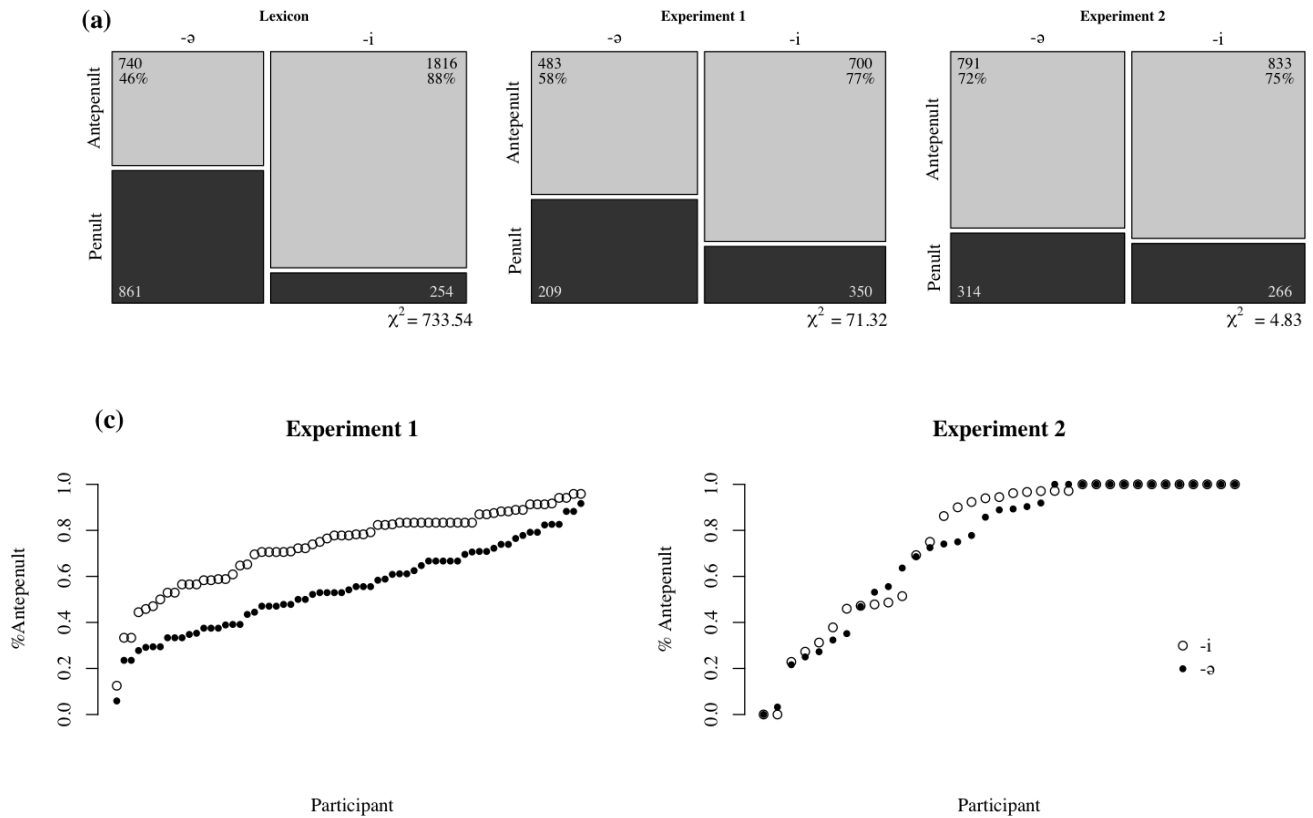 (a)
Lexicon
-ə -i
Antepenult
Penult
740 1816
46% 88%
861 254
χ² = 733.54
Experiment 1
-ə -i
Antepenult
Penult
483 700
58% 77%
209 350
χ² = 71.32
Experiment 2
-ə -i
Antepenult
Penult
791 833
72% 75%
314 266
χ² = 4.83
(c)
Experiment 1
%Antepenult
1.0
0.8
0.6
0.4
0.2
0.0
Participant
Experiment 2
% Antepenult
1.0
0.8
0.6
0.4
0.2
0.0
-i
-ə
Participant